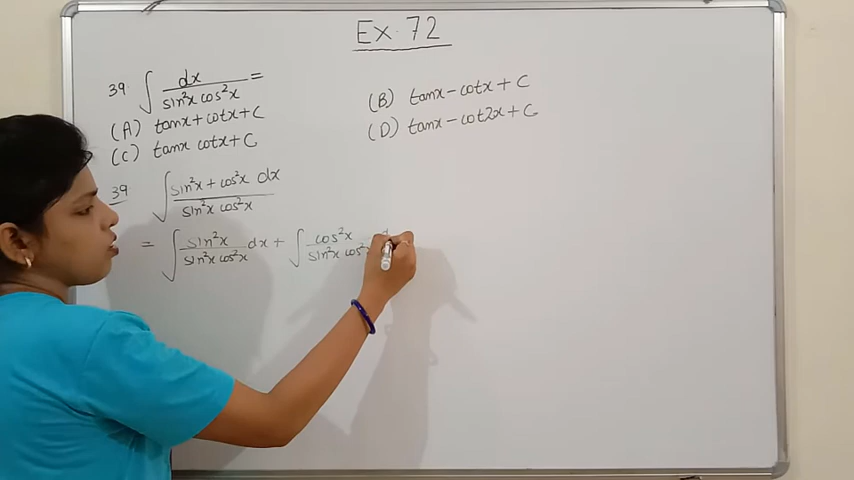 Ex. 72
39. ∫ dx / sin²x cos²x =
(A) tanx + cotx + C (B) tanx - cotx + C
(C) tanx cotx + C (D) tanx - cot2x + C
39 ∫ sin²x + cos²x / sin²x cos²x dx
= ∫ sin²x / sin²x cos²x dx + ∫ cos²x / sin²x cos²x d